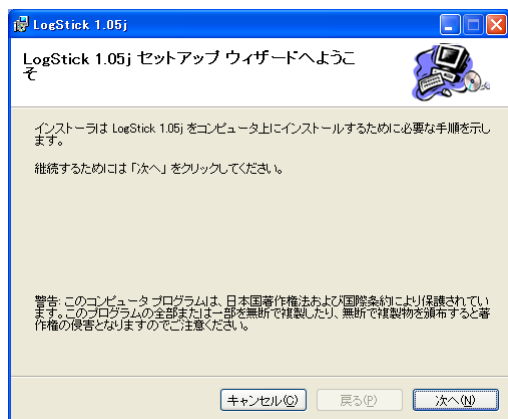 LogStick 1.05j
LogStick 1.05j セットアップ ウィザードへようこ
そ
インストーラは LogStick 1.05j をコンピュータ上にインストールするために必要な手順を示し
ます。
継続するためには「次へ」をクリックしてください。
警告: このコンピュータ プログラムは、日本国著作権法および国際条約により保護されてい
ます。このプログラムの全部または一部を無断で複製したり、無断で複製物を頒布すると著
作権の侵害となりますのでご注意ください。
キャンセル(C) 戻る(P) 次へ(N)